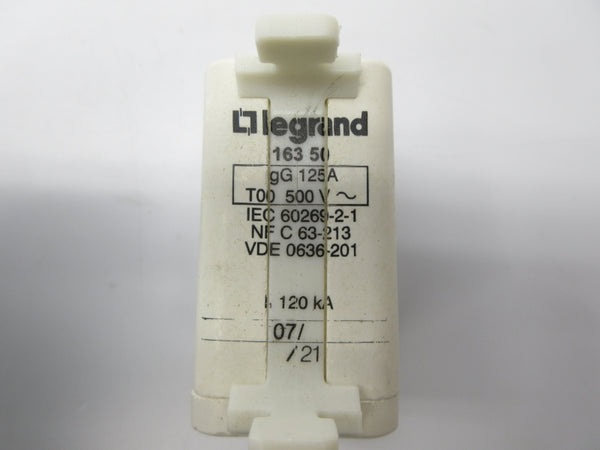 legrand
163 50
gG 125A
T00 500 V ~
IEC 60269-2-1
NF C 63-213
VDE 0636-201
I₁ 120 kA
07/
/21